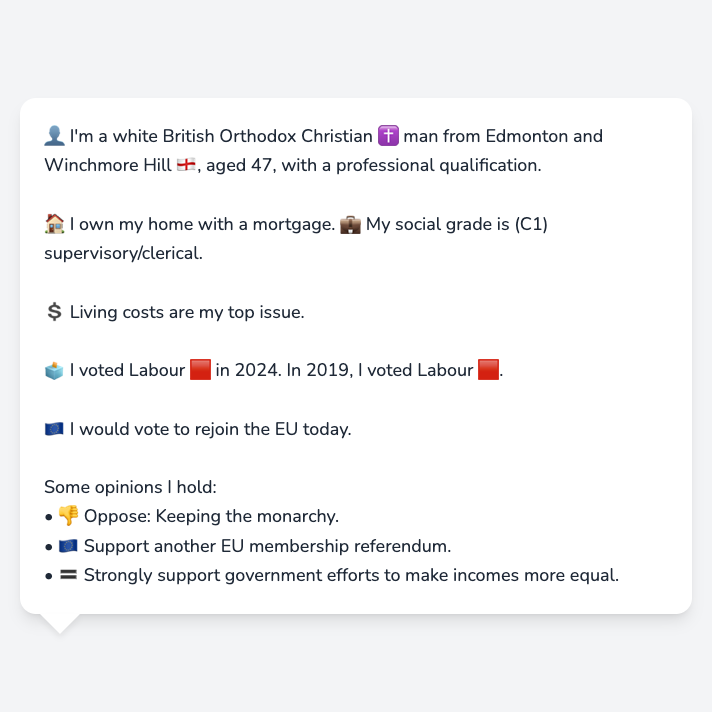 👤 I'm a white British Orthodox Christian ✝️ man from Edmonton and
Winchmore Hill 🏴󠁧󠁢󠁥󠁮󠁧󠁿, aged 47, with a professional qualification.
🏠 I own my home with a mortgage. 💼 My social grade is (C1)
supervisory/clerical.
💲 Living costs are my top issue.
🗳️ I voted Labour 🟥 in 2024. In 2019, I voted Labour 🟥.
🇪🇺 I would vote to rejoin the EU today.
Some opinions I hold:
• 👎 Oppose: Keeping the monarchy.
• 🇪🇺 Support another EU membership referendum.
• 🟰 Strongly support government efforts to make incomes more equal.